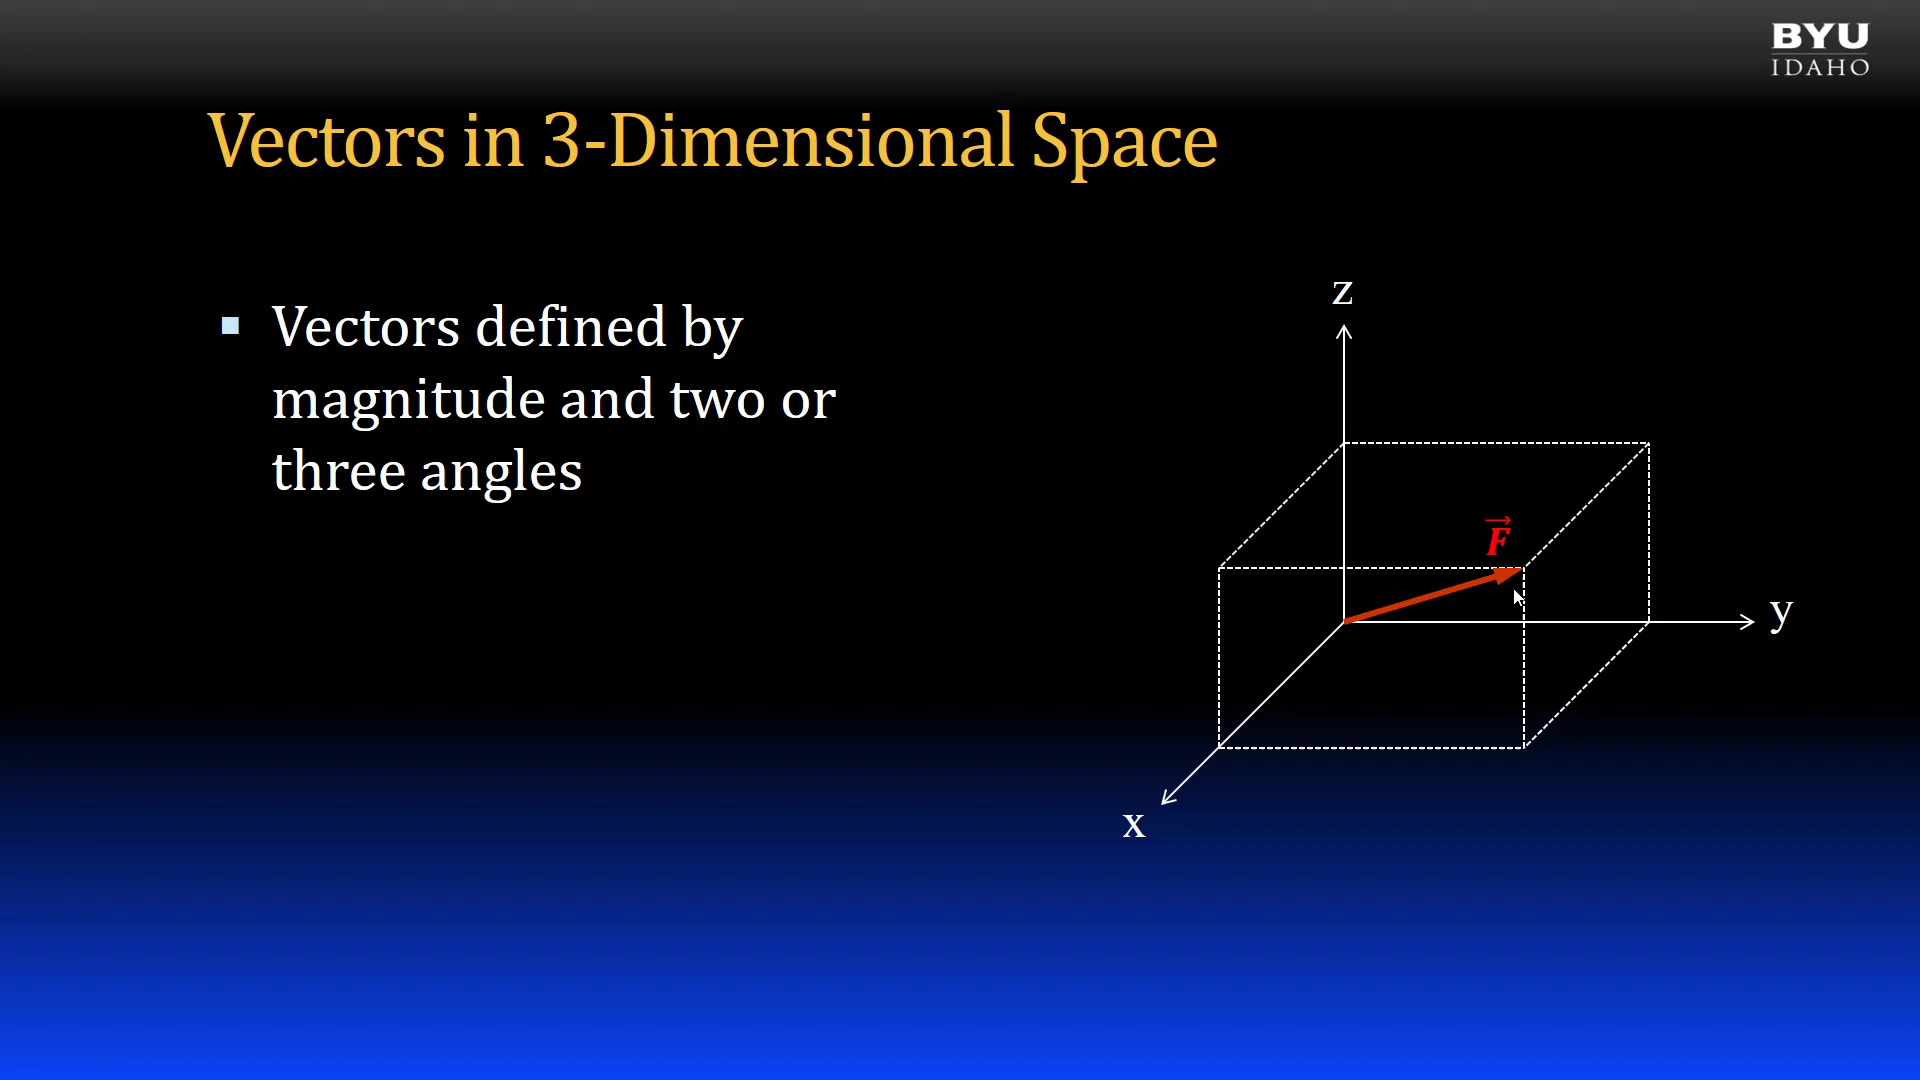 BYU
IDAHO
Vectors in 3-Dimensional Space
▪ Vectors defined by
magnitude and two or
three angles
z
F⃗
y
x